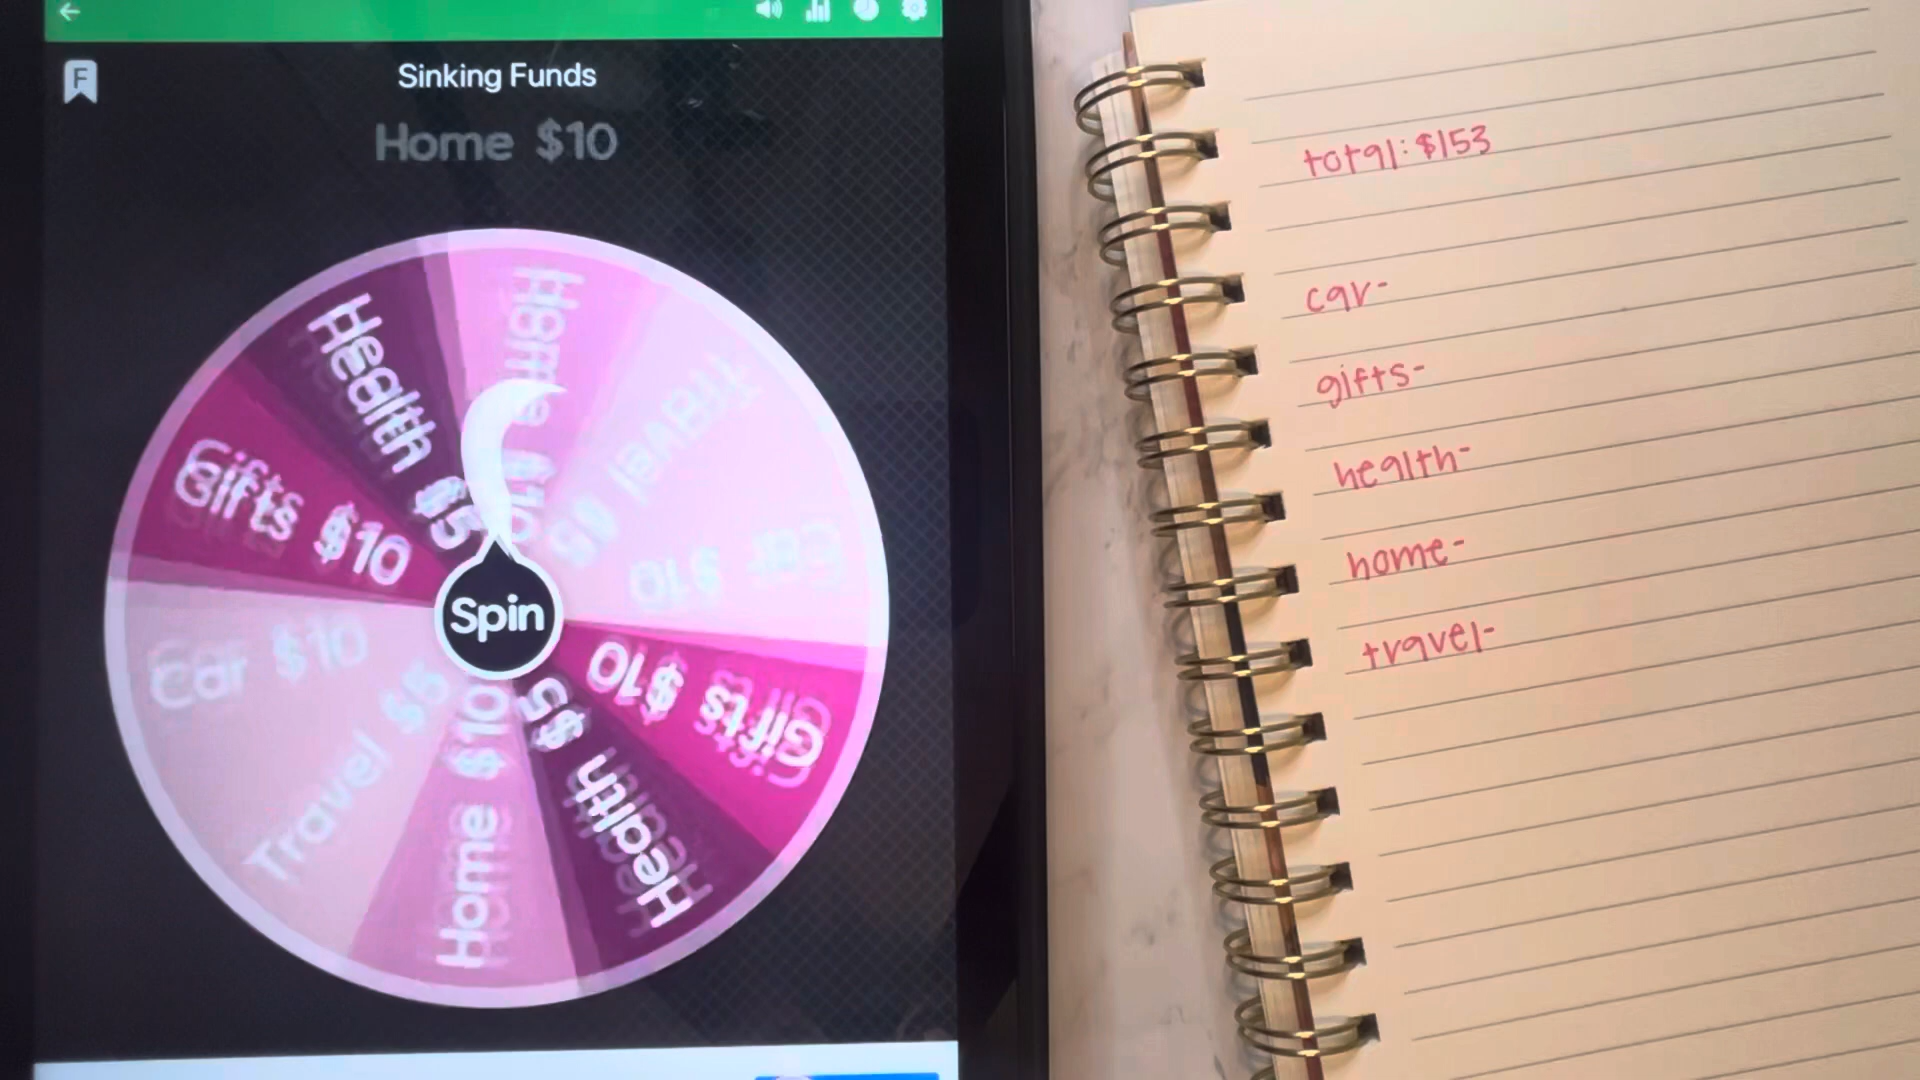 F
Sinking Funds
Home $10
Home $10
Travel $5
Car $10
Gifts $10
Health $5
Home $10
Travel $5
Car $10
Gifts $10
Health $5
Spin
total: $153
car-
gifts-
health-
home-
travel-